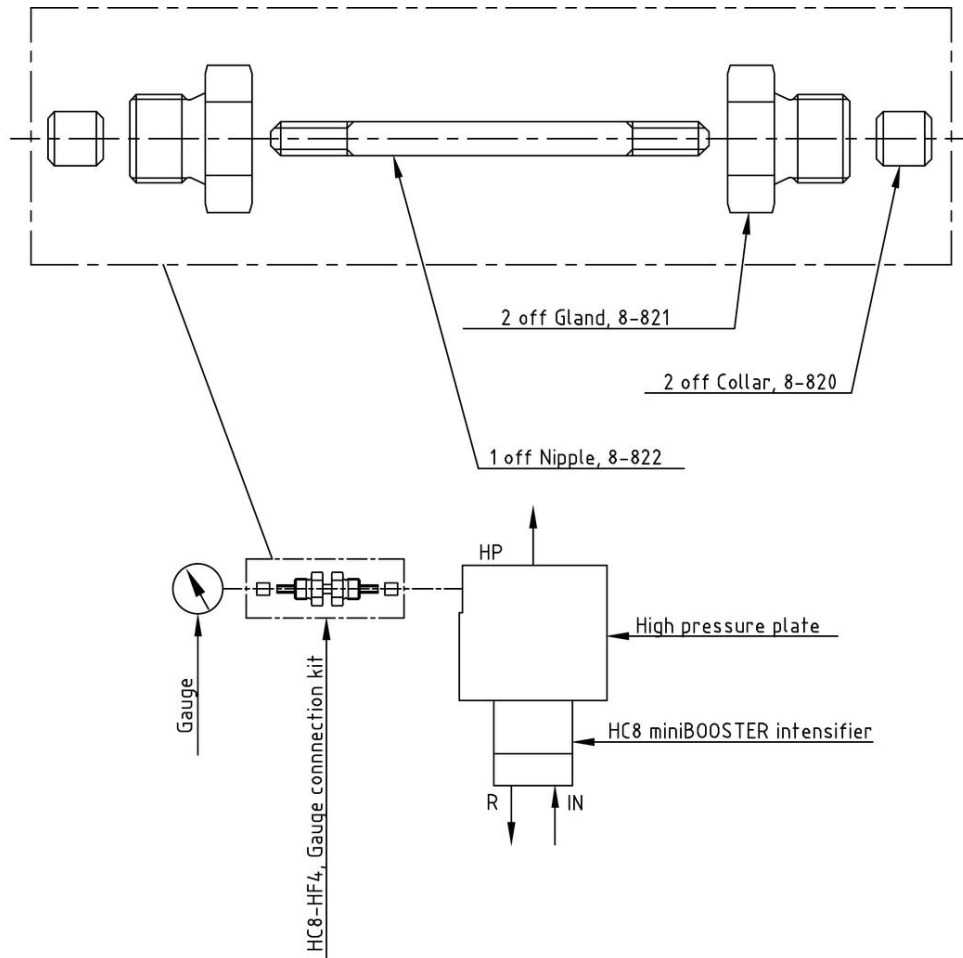 2 off Gland, 8-821
2 off Collar, 8-820
1 off Nipple, 8-822
HP
High pressure plate
Gauge
HC8-HF4, Gauge connnection kit
HC8 miniBOOSTER intensifier
R
IN